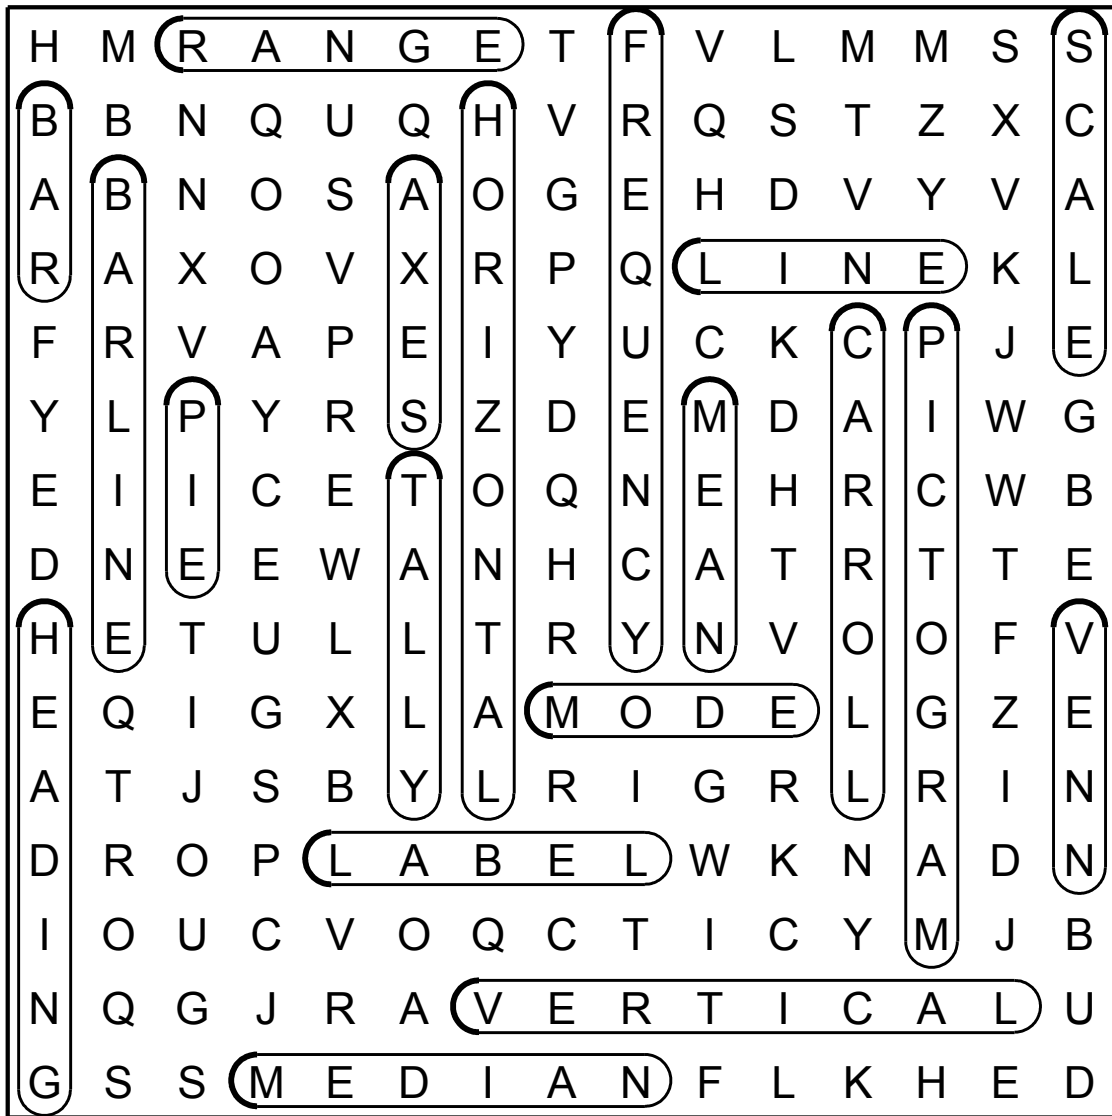 H M R A N G E T F V L M M S S
B B N Q U Q H V R Q S T Z X C
A B N O S A O G E H D V Y V A
R A X O V X R P Q L I N E K L
F R V A P E I Y U C K C P J E
Y L P Y R S Z D E M D A I W G
E I I C E T O Q N E H R C W B
D N E E W A N H C A T R T T E
H E T U L L T R Y N V O O F V
E Q I G X L A M O D E L G Z E
A T J S B Y L R I G R L R I N
D R O P L A B E L W K N A D N
I O U C V O Q C T I C Y M J B
N Q G J R A V E R T I C A L U
G S S M E D I A N F L K H E D